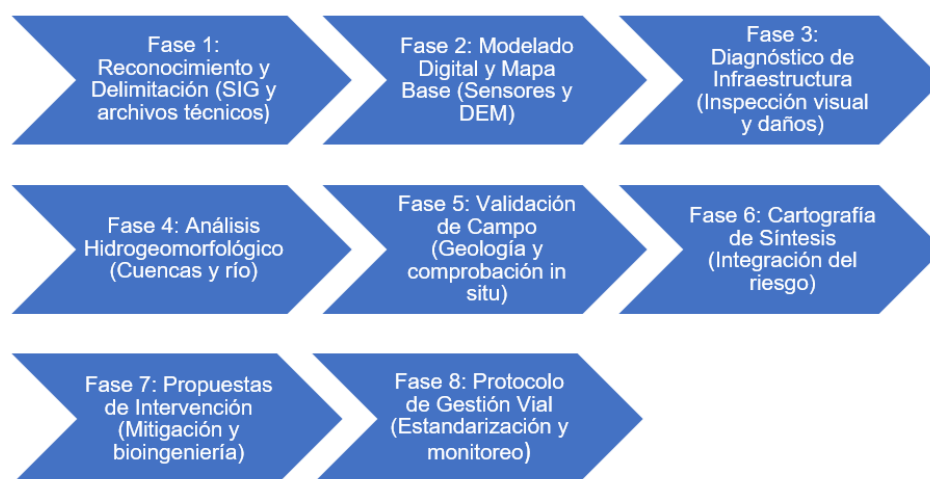 Fase 1:
Reconocimiento y
Delimitación (SIG y
archivos técnicos)
Fase 2: Modelado
Digital y Mapa
Base (Sensores y
DEM)
Fase 3:
Diagnóstico de
Infraestructura
(Inspección visual
y daños)
Fase 4: Análisis
Hidrogeomorfológico
(Cuencas y río)
Fase 5: Validación
de Campo
(Geología y
comprobación in
situ)
Fase 6: Cartografía
de Síntesis
(Integración del
riesgo)
Fase 7: Propuestas
de Intervención
(Mitigación y
bioingeniería)
Fase 8: Protocolo
de Gestión Vial
(Estandarización y
monitoreo)